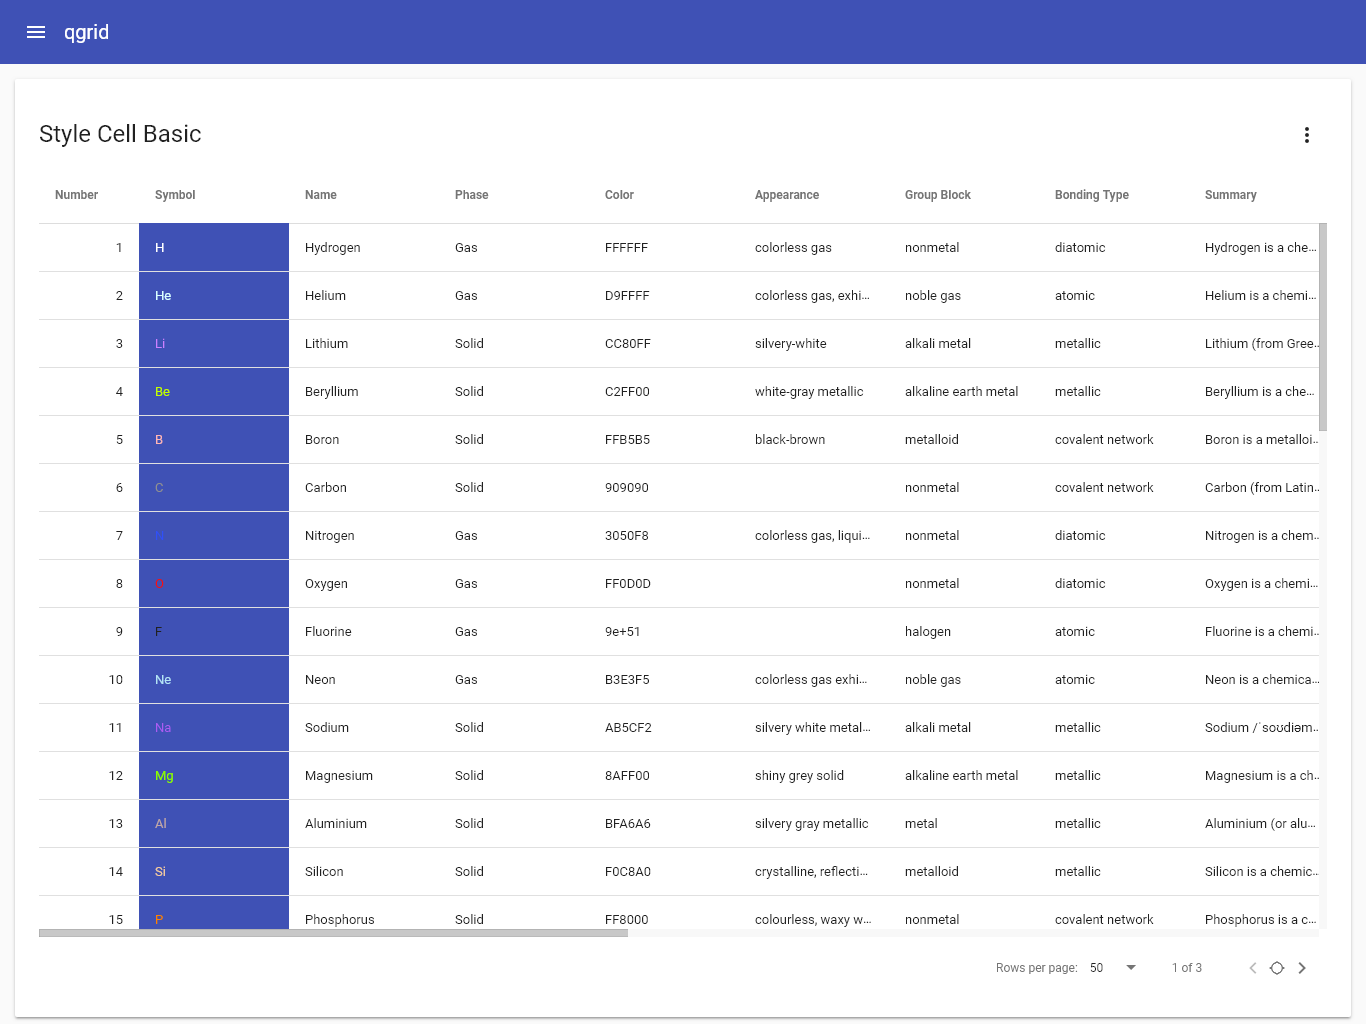 qgrid
Style Cell Basic
Number Symbol Name Phase Color Appearance Group Block Bonding Type Summary
1 H Hydrogen Gas FFFFFF colorless gas nonmetal diatomic Hydrogen is a che...
2 He Helium Gas D9FFFF colorless gas, exhi... noble gas atomic Helium is a chemi...
3 Li Lithium Solid CC80FF silvery-white alkali metal metallic Lithium (from Gree...
4 Be Beryllium Solid C2FF00 white-gray metallic alkaline earth metal metallic Beryllium is a che...
5 B Boron Solid FFB5B5 black-brown metalloid covalent network Boron is a metalloi...
6 C Carbon Solid 909090 nonmetal covalent network Carbon (from Latin...
7 N Nitrogen Gas 3050F8 colorless gas, liqui... nonmetal diatomic Nitrogen is a chem...
8 O Oxygen Gas FF0D0D nonmetal diatomic Oxygen is a chemi...
9 F Fluorine Gas 9e+51 halogen atomic Fluorine is a chemi...
10 Ne Neon Gas B3E3F5 colorless gas exhi... noble gas atomic Neon is a chemica...
11 Na Sodium Solid AB5CF2 silvery white metal... alkali metal metallic Sodium /ˈsoʊdiəm...
12 Mg Magnesium Solid 8AFF00 shiny grey solid alkaline earth metal metallic Magnesium is a ch...
13 Al Aluminium Solid BFA6A6 silvery gray metallic metal metallic Aluminium (or alu...
14 Si Silicon Solid F0C8A0 crystalline, reflecti... metalloid metallic Silicon is a chemic...
15 P Phosphorus Solid FF8000 colourless, waxy w... nonmetal covalent network Phosphorus is a c...
Rows per page: 50 1 of 3